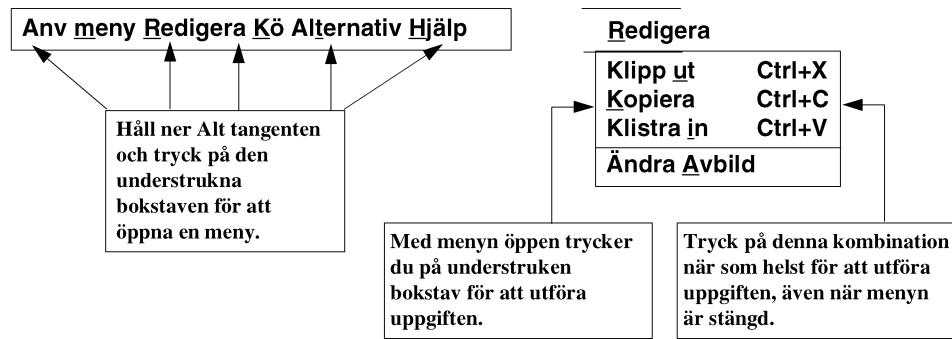 Anv meny Redigera Kö Alternativ Hjälp
Håll ner Alt tangenten
och tryck på den
understrukna
bokstaven för att
öppna en meny.
Redigera
Klipp ut Ctrl+X
Kopiera Ctrl+C
Klistra in Ctrl+V
Ändra Avbild
Med menyn öppen trycker
du på understruken
bokstav för att utföra
uppgiften.
Tryck på denna kombination
när som helst för att utföra
uppgiften, även när menyn
är stängd.